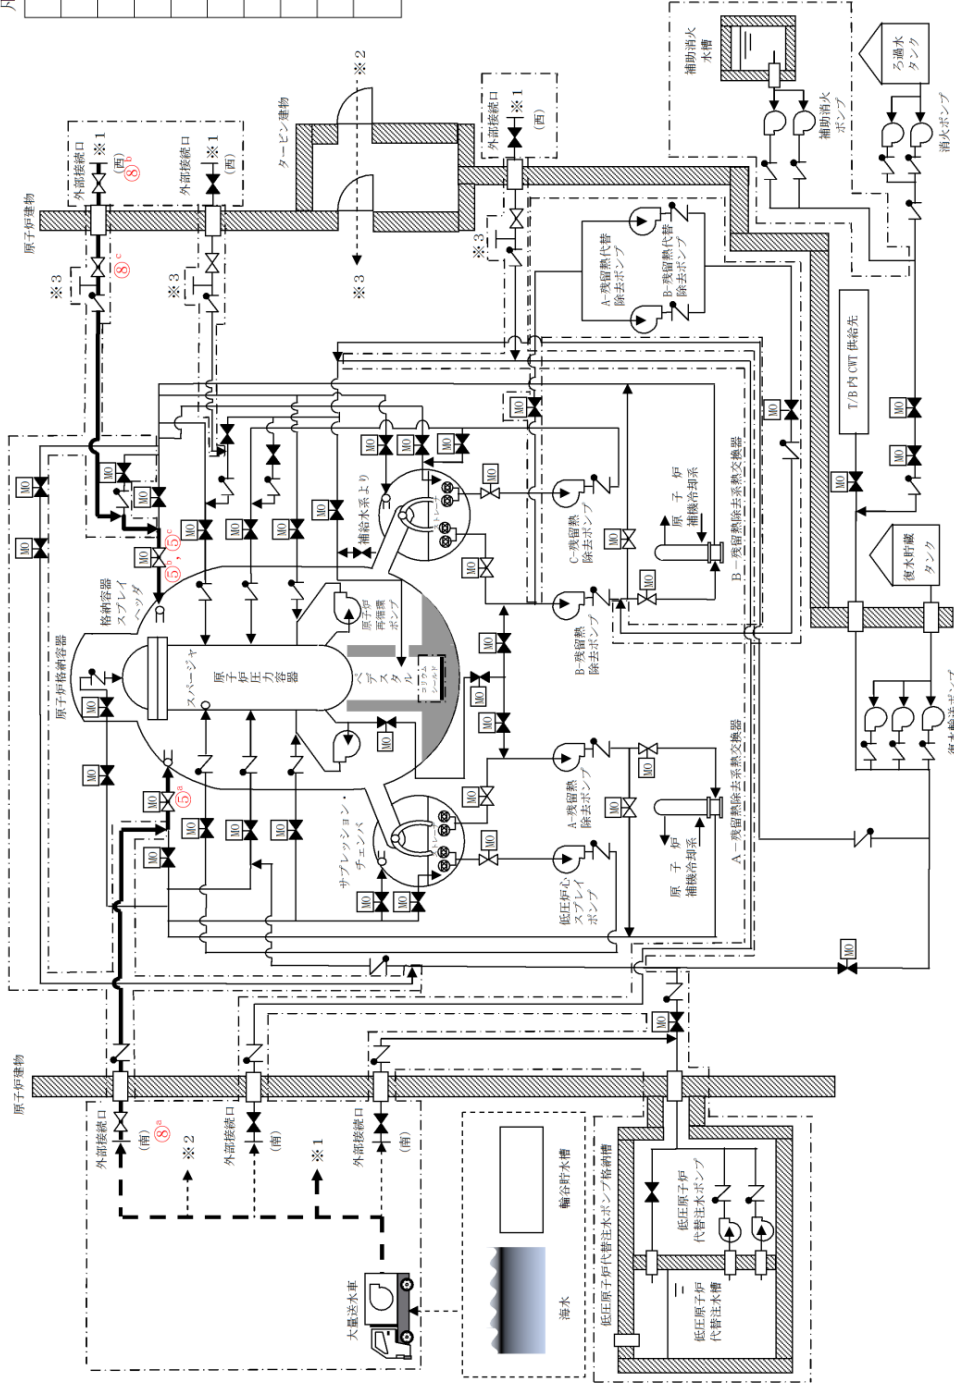 原子炉建物
外部接続口
※1
(西)
⑧b
⑧c
※3
外部接続口
※1
(西)
※3
タービン建物
※2
※3
外部接続口
※1
(西)
※3
補助消火
水槽
補助消火
ポンプ
ろ過水
タンク
消火ポンプ
A-残留熱代替
除去ポンプ
B-残留熱代替
除去ポンプ
T/B内 CWT 供給先
復水貯蔵
タンク
原子炉格納容器
格納容器
スプレイ
ヘッダ
⑤b, ⑤c
⑤a
スパージャ
原子炉圧力容器
原子炉
再循環
ポンプ
ペデスタル
コリウム
シールド
補給水系より
サプレッション・
チェンバ
C-残留熱
除去ポンプ
B-残留熱
除去ポンプ
A-残留熱
除去ポンプ
低圧炉心
スプレイ
ポンプ
原子炉
補機冷却系
B-残留熱除去系熱交換器
原子炉
補機冷却系
A-残留熱除去系熱交換器
MO
原子炉建物
外部接続口
(南)
⑧a
※2
外部接続口
(南)
※1
外部接続口
(南)
大量送水車
輪谷貯水槽
海水
低圧原子炉代替注水ポンプ格納槽
低圧原子炉
代替注水ポンプ
低圧原子炉
代替注水槽